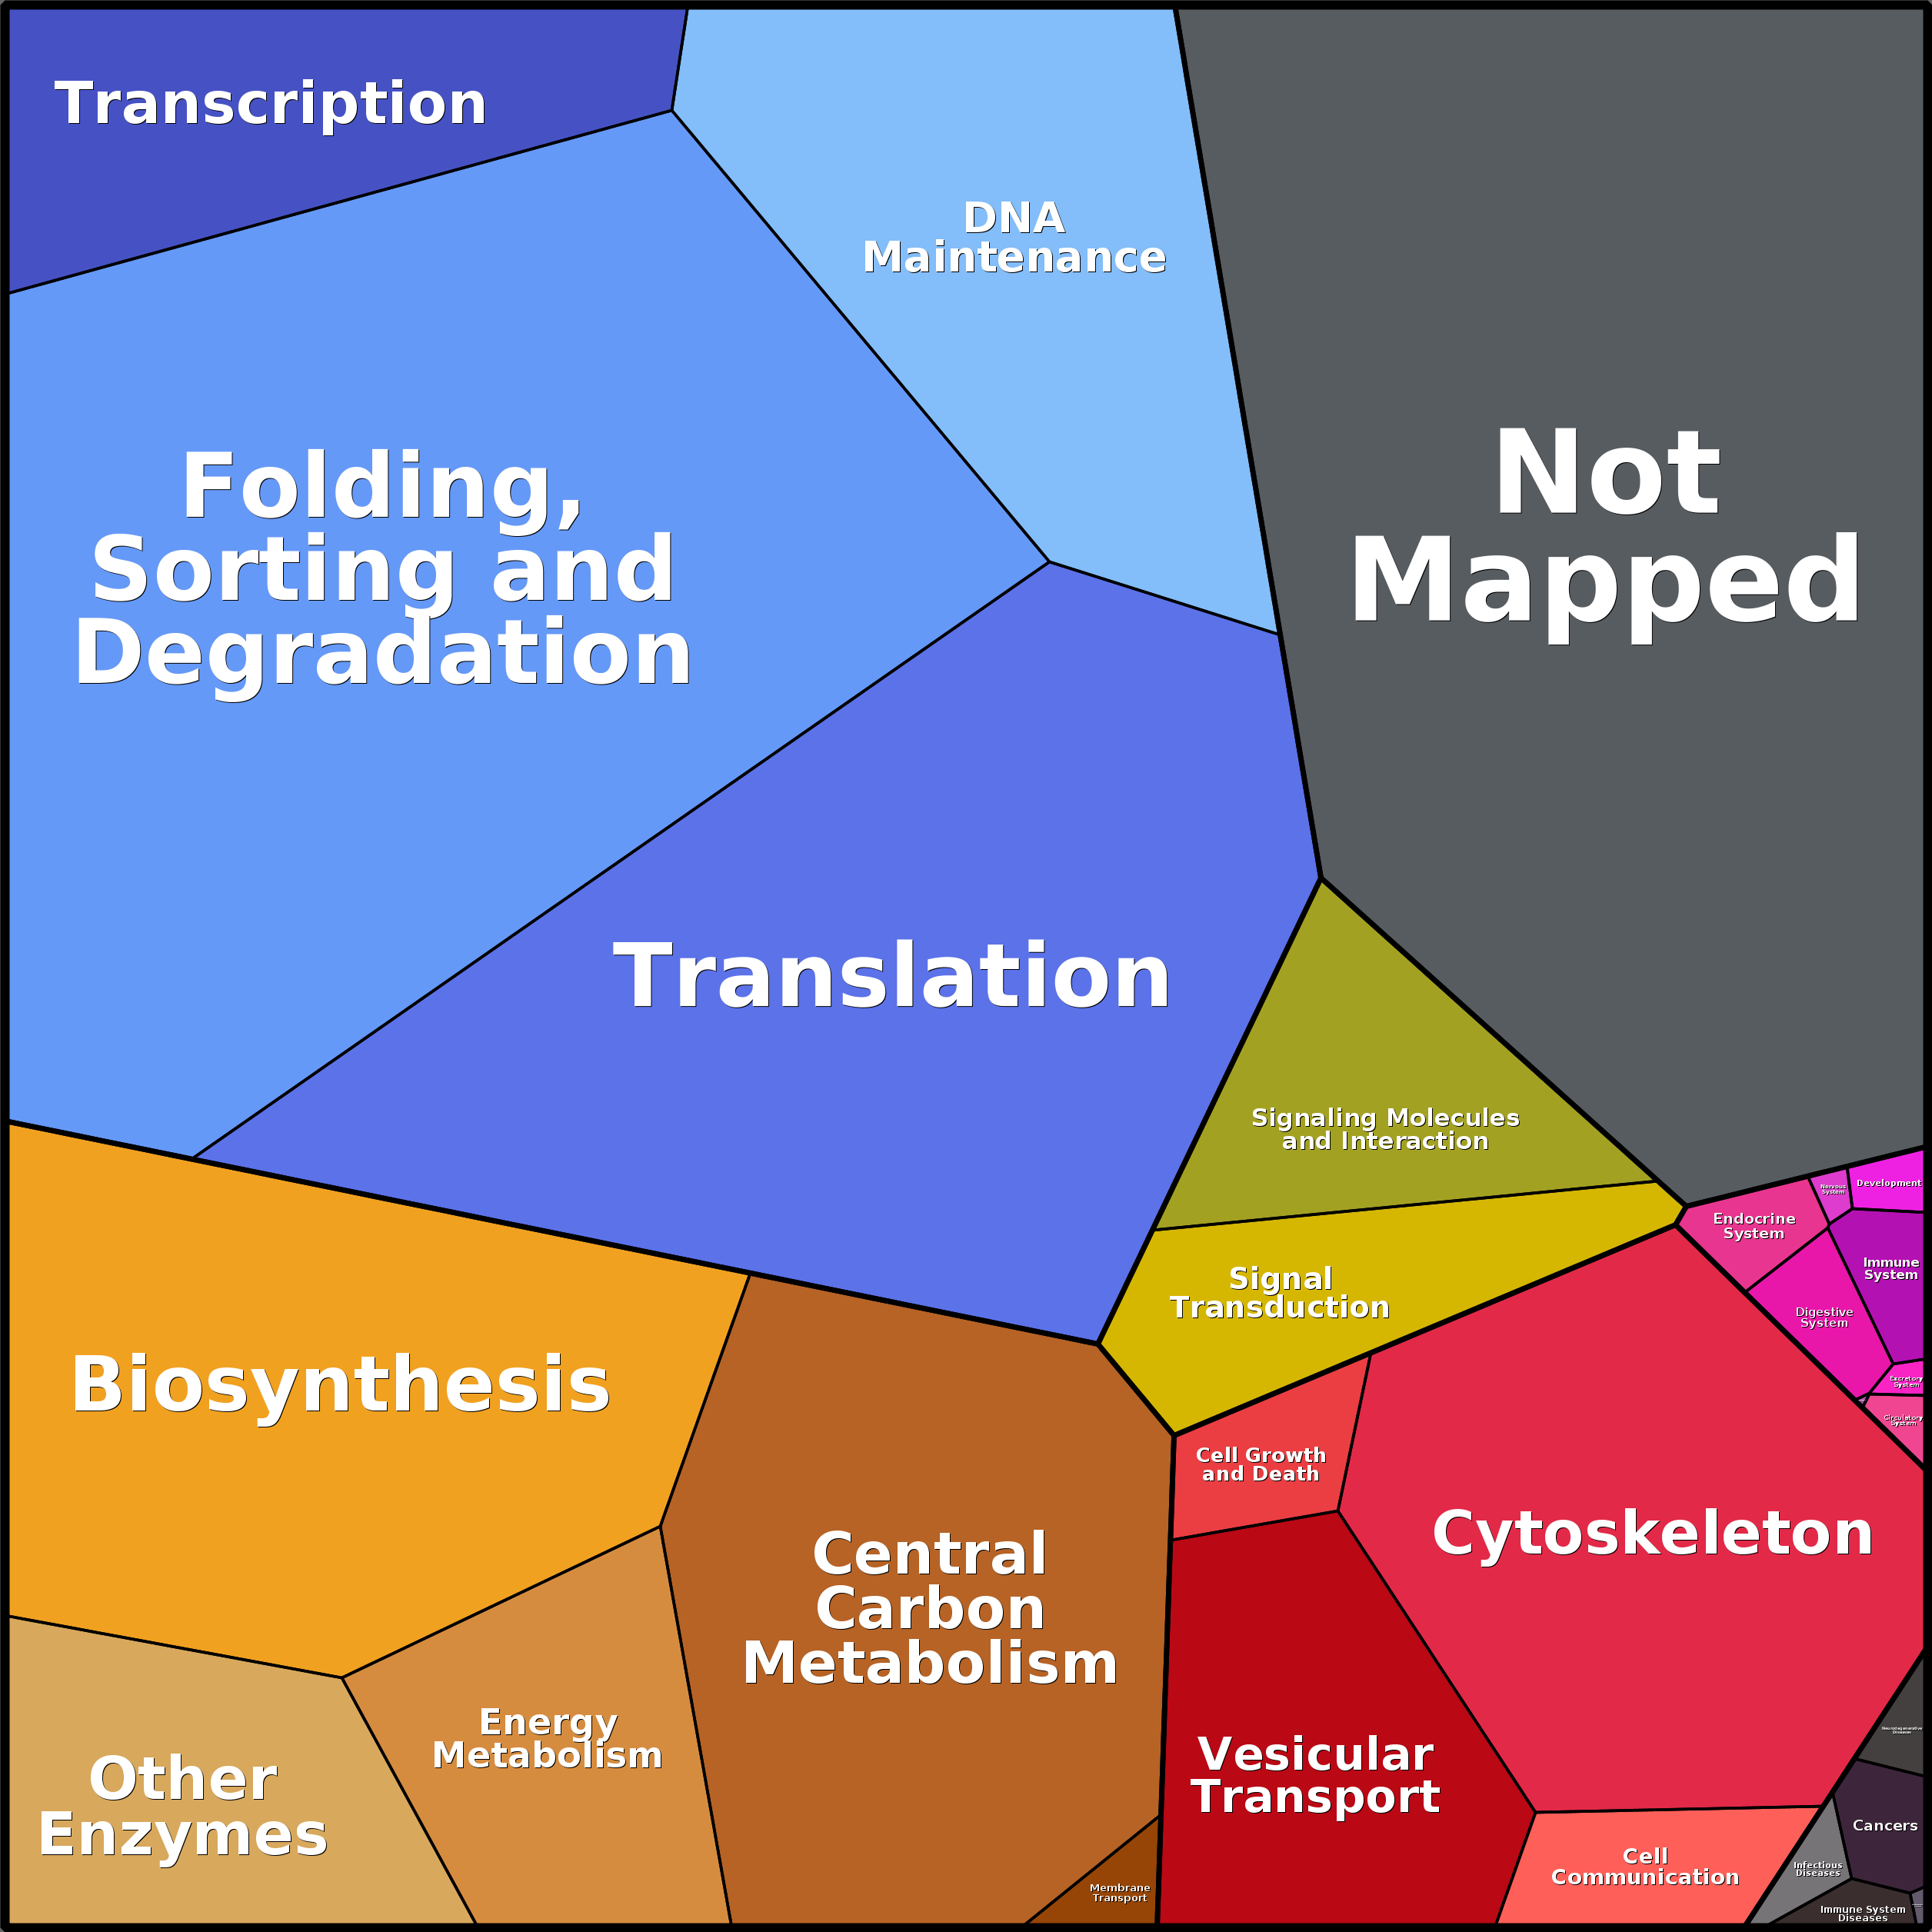 Transcription
DNA
Maintenance
Not
Mapped
Folding,
Sorting and
Degradation
Translation
Signaling Molecules
and Interaction
Signal
Transduction
Endocrine
System
Nervous
System
Development
Immune
System
Digestive
System
Excretory
System
Circulatory
System
Biosynthesis
Central
Carbon
Metabolism
Energy
Metabolism
Other
Enzymes
Membrane
Transport
Cell Growth
and Death
Cytoskeleton
Vesicular
Transport
Cell
Communication
Neurodegenerative
Diseases
Cancers
Infectious
Diseases
Immune System
Diseases